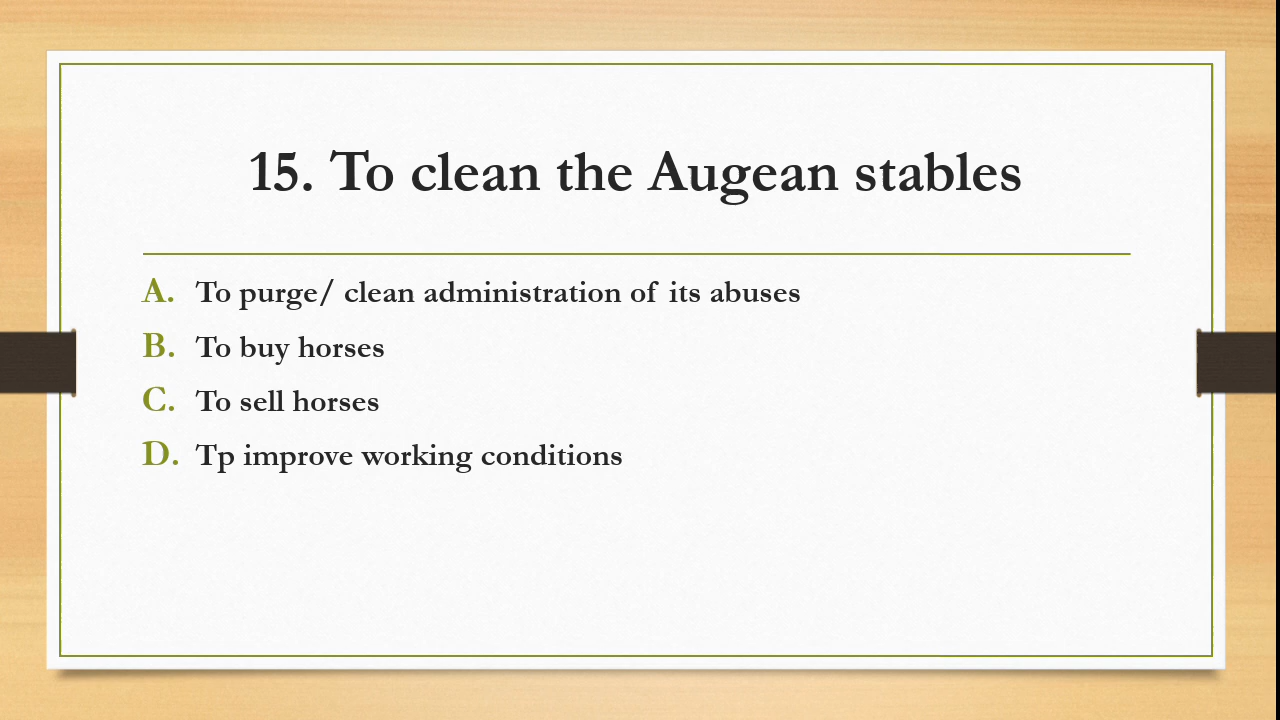 15. To clean the Augean stables
A. To purge/ clean administration of its abuses
B. To buy horses
C. To sell horses
D. Tp improve working conditions